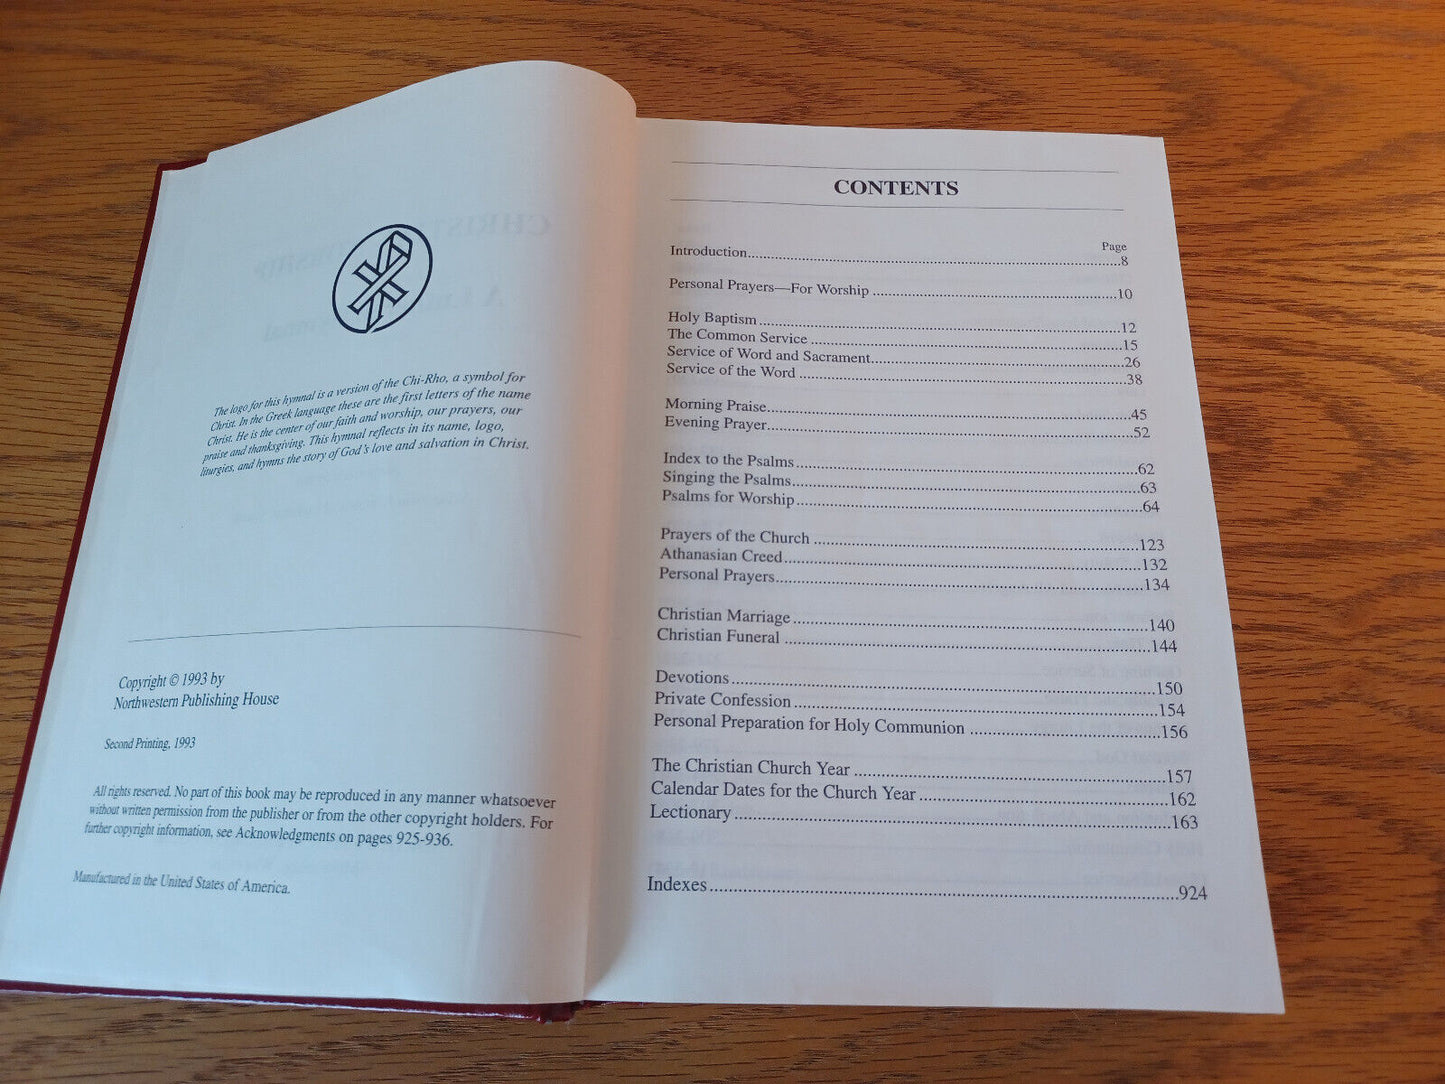 The logo for this hymnal is a version of the Chi-Rho, a symbol for
Christ. In the Greek language these are the first letters of the name
Christ. He is the center of our faith and worship, our prayers, our
praise and thanksgiving. This hymnal reflects in its name, logo,
liturgies, and hymns the story of God's love and salvation in Christ.
Copyright © 1993 by
Northwestern Publishing House
Second Printing, 1993
All rights reserved. No part of this book may be reproduced in any manner whatsoever
without written permission from the publisher or from the other copyright holders. For
further copyright information, see Acknowledgments on pages 925-936.
Manufactured in the United States of America.
CONTENTS
Page
Introduction 8
Personal Prayers—For Worship 10
Holy Baptism 12
The Common Service 15
Service of Word and Sacrament 26
Service of the Word 38
Morning Praise 45
Evening Prayer 52
Index to the Psalms 62
Singing the Psalms 63
Psalms for Worship 64
Prayers of the Church 123
Athanasian Creed 132
Personal Prayers 134
Christian Marriage 140
Christian Funeral 144
Devotions 150
Private Confession 154
Personal Preparation for Holy Communion 156
The Christian Church Year 157
Calendar Dates for the Church Year 162
Lectionary 163
Indexes 924